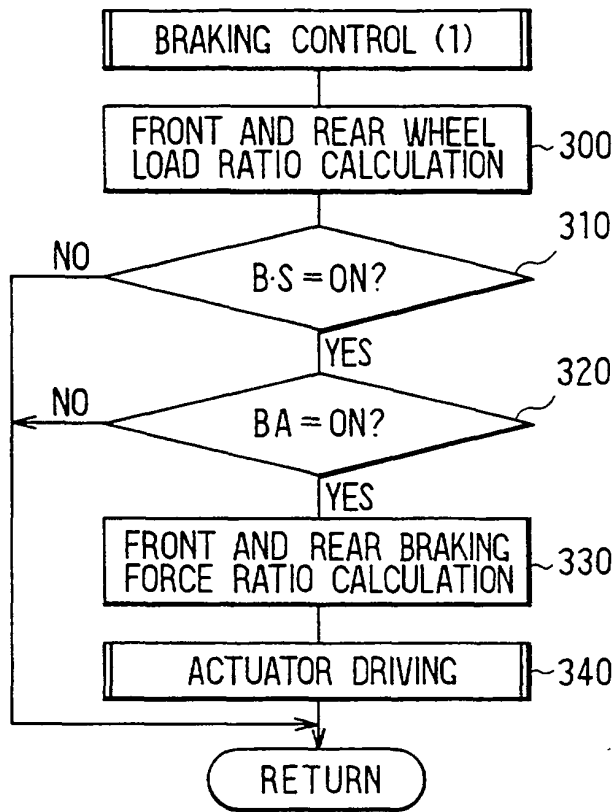 BRAKING CONTROL (1)
FRONT AND REAR WHEEL
LOAD RATIO CALCULATION
300
310
NO
B·S = ON?
YES
320
NO
BA = ON?
YES
FRONT AND REAR BRAKING
FORCE RATIO CALCULATION
330
ACTUATOR DRIVING
340
RETURN